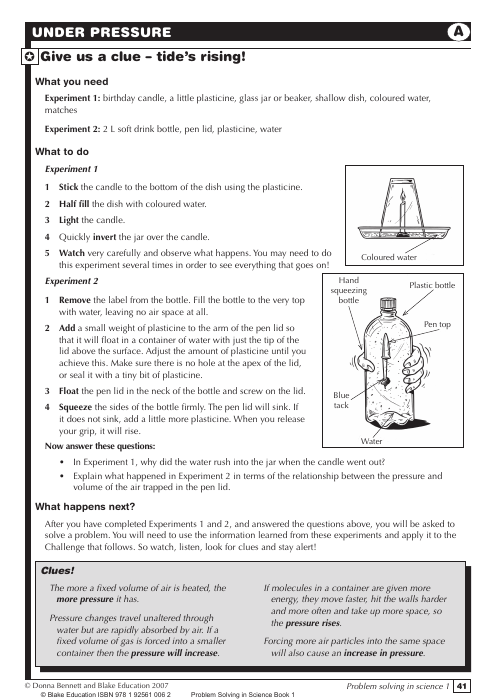 UNDER PRESSURE
A
Give us a clue – tide's rising!
What you need
Experiment 1: birthday candle, a little plasticine, glass jar or beaker, shallow dish, coloured water,
matches
Experiment 2: 2 L soft drink bottle, pen lid, plasticine, water
What to do
Experiment 1
1 Stick the candle to the bottom of the dish using the plasticine.
2 Half fill the dish with coloured water.
3 Light the candle.
4 Quickly invert the jar over the candle.
5 Watch very carefully and observe what happens. You may need to do
this experiment several times in order to see everything that goes on!
Coloured water
Experiment 2
1 Remove the label from the bottle. Fill the bottle to the very top
with water, leaving no air space at all.
2 Add a small weight of plasticine to the arm of the pen lid so
that it will float in a container of water with just the tip of the
lid above the surface. Adjust the amount of plasticine until you
achieve this. Make sure there is no hole at the apex of the lid,
or seal it with a tiny bit of plasticine.
3 Float the pen lid in the neck of the bottle and screw on the lid.
4 Squeeze the sides of the bottle firmly. The pen lid will sink. If
it does not sink, add a little more plasticine. When you release
your grip, it will rise.
Hand
squeezing
bottle
Plastic bottle
Pen top
Blue
tack
Water
Now answer these questions:
• In Experiment 1, why did the water rush into the jar when the candle went out?
• Explain what happened in Experiment 2 in terms of the relationship between the pressure and
volume of the air trapped in the pen lid.
What happens next?
After you have completed Experiments 1 and 2, and answered the questions above, you will be asked to
solve a problem. You will need to use the information learned from these experiments and apply it to the
Challenge that follows. So watch, listen, look for clues and stay alert!
Clues!
The more a fixed volume of air is heated, the
more pressure it has.
Pressure changes travel unaltered through
water but are rapidly absorbed by air. If a
fixed volume of gas is forced into a smaller
container then the pressure will increase.
If molecules in a container are given more
energy, they move faster, hit the walls harder
and more often and take up more space, so
the pressure rises.
Forcing more air particles into the same space
will also cause an increase in pressure.
© Donna Bennett and Blake Education 2007
Problem solving in science 1 41
© Blake Education ISBN 978 1 92561 006 2 Problem Solving in Science Book 1